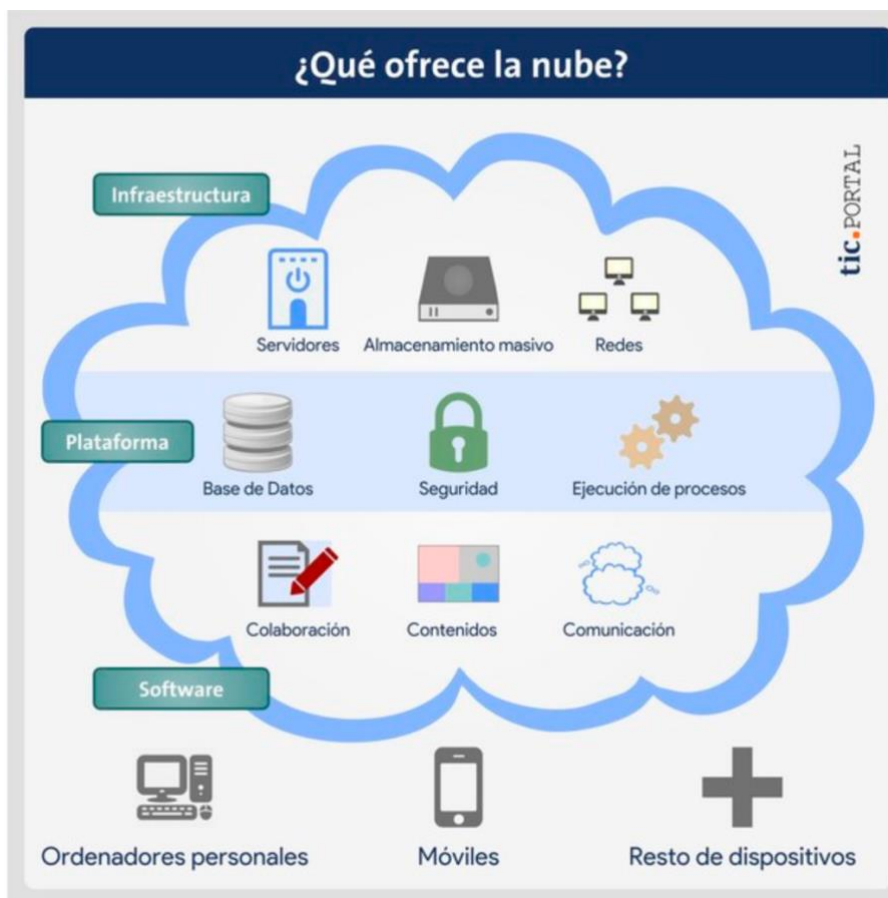 ¿Qué ofrece la nube?
tic.PORTAL
Infraestructura
Servidores
Almacenamiento masivo
Redes
Plataforma
Base de Datos
Seguridad
Ejecución de procesos
Colaboración
Contenidos
Comunicación
Software
Ordenadores personales
Móviles
Resto de dispositivos